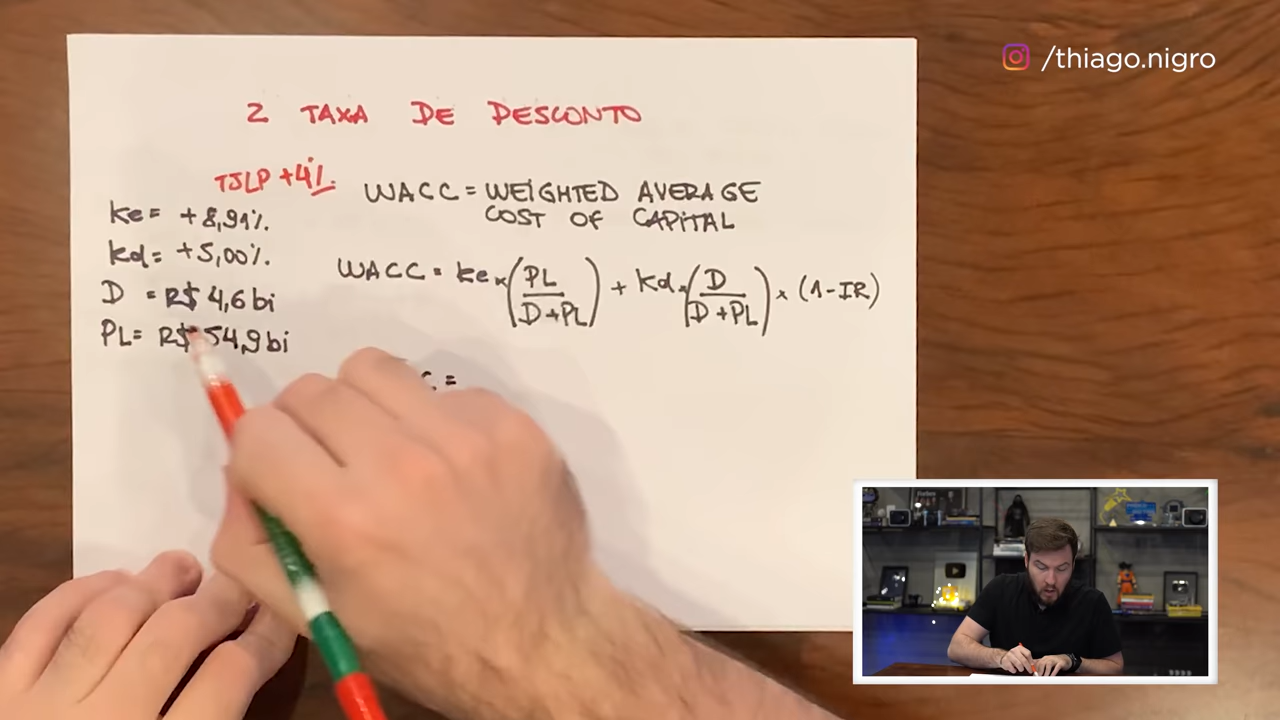 /thiago.nigro
2 TAXA DE DESCONTO
TJLP +4%
WACC = WEIGHTED AVERAGE
COST OF CAPITAL
Ke = +8,91%.
Kd = +5,00%.
D = R$ 4,6 bi
PL = R$ 54,9 bi
WACC = Ke x (PL / D+PL) + Kd x (D / D+PL) x (1-IR)
C =